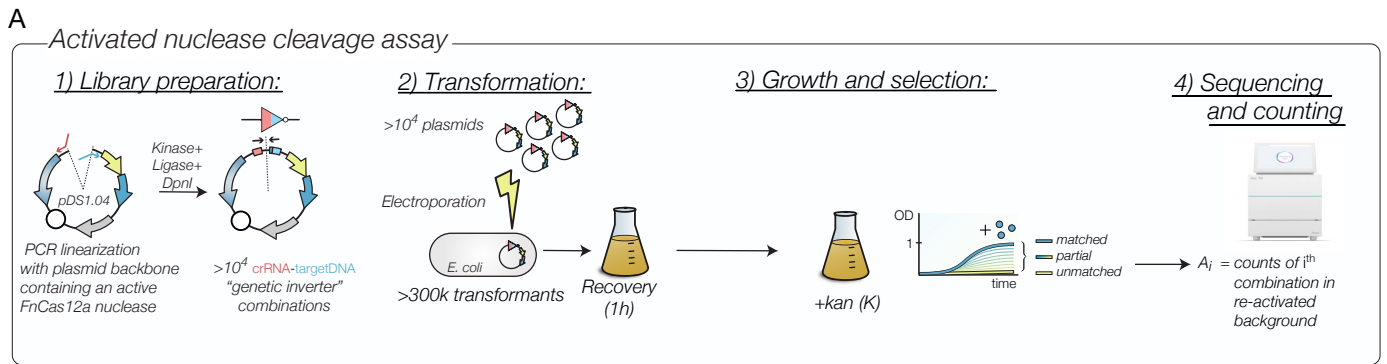 A
Activated nuclease cleavage assay
1) Library preparation:
pDS1.04
Kinase+
Ligase+
DpnI
PCR linearization
with plasmid backbone
containing an active
FnCas12a nuclease
>10⁴ crRNA-targetDNA
“genetic inverter”
combinations
2) Transformation:
>10⁴ plasmids
Electroporation
E. coli
>300k transformants
Recovery
(1h)
3) Growth and selection:
+kan (K)
OD
1
+
time
matched
partial
unmatched
4) Sequencing
and counting
Aᵢ = counts of iᵗʰ
combination in
re-activated
background